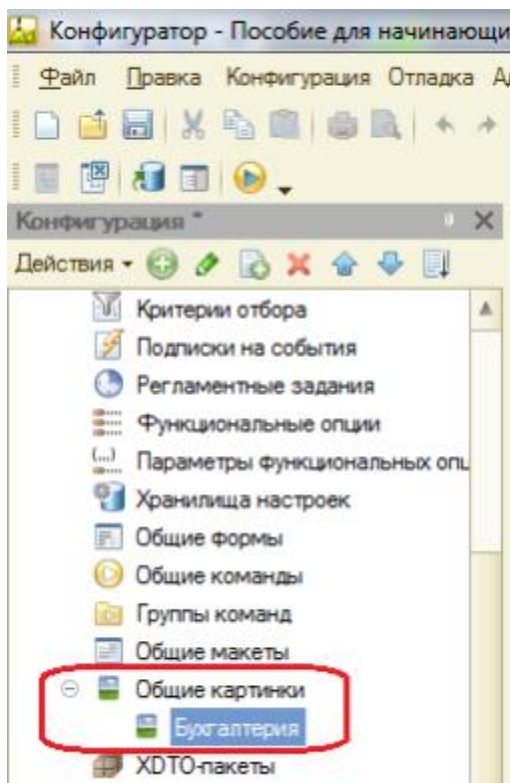 Конфигуратор - Пособие для начинающи
Файл Правка Конфигурация Отладка А
Конфигурация *
Действия
Критерии отбора
Подписки на события
Регламентные задания
Функциональные опции
Параметры функциональных опц
Хранилища настроек
Общие формы
Общие команды
Группы команд
Общие макеты
Общие картинки
Бухгалтерия
XDTO-пакеты